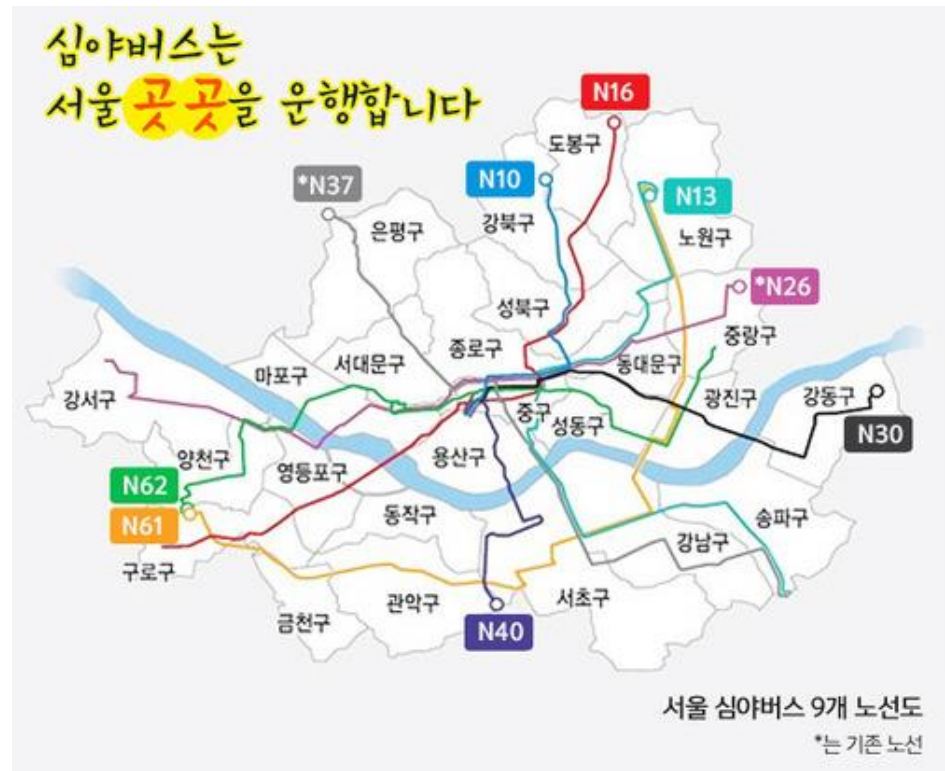 심야버스는
서울 곳곳을 운행합니다
N16
도봉구
*N37
N10
N13
은평구
강북구
노원구
*N26
성북구
중랑구
종로구
서대문구
동대문구
마포구
강서구
광진구
강동구
중구
성동구
N30
양천구
용산구
영등포구
N62
동작구
송파구
N61
강남구
구로구
관악구
서초구
금천구
N40
서울 심야버스 9개 노선도
*는 기존 노선